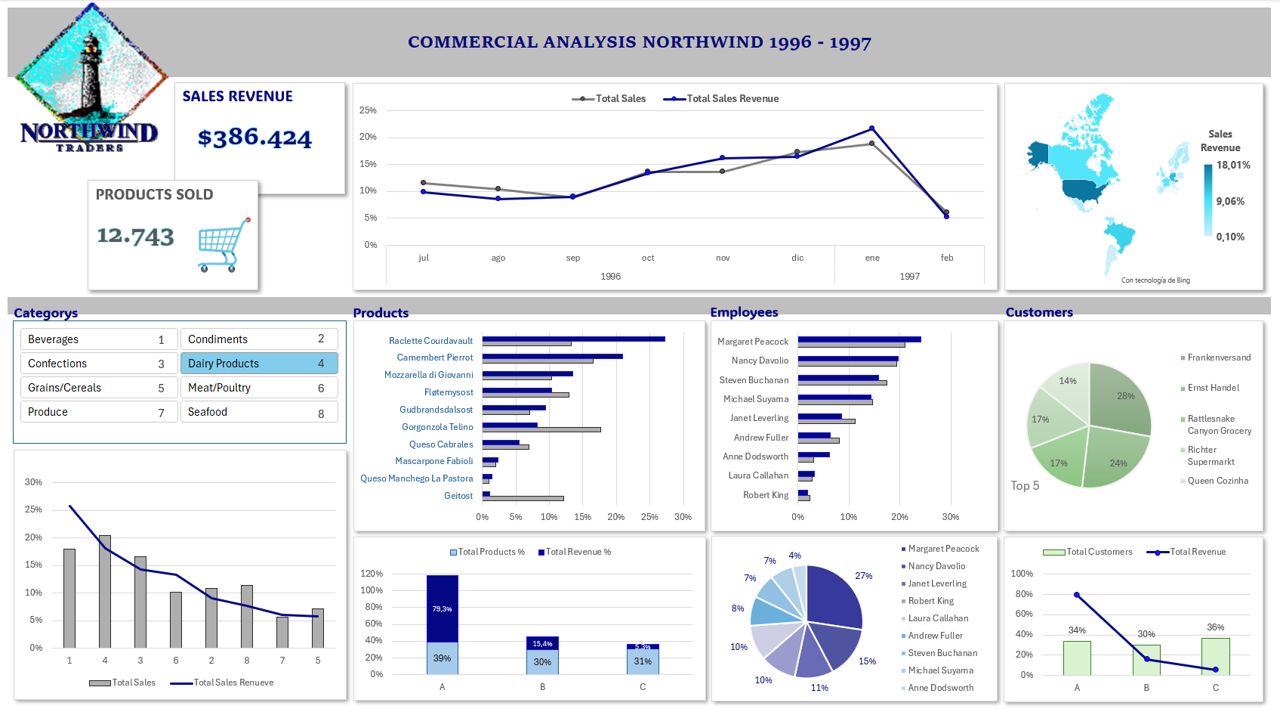 COMMERCIAL ANALYSIS NORTHWIND 1996 - 1997
NORTHWIND
TRADERS
SALES REVENUE
$386.424
PRODUCTS SOLD
12.743
Total Sales Total Sales Revenue
25%
20%
15%
10%
5%
0%
jul ago sep oct nov dic ene feb
1996 1997
Sales
Revenue
18,01%
9,06%
0,10%
Con tecnología de Bing
Categorys
Beverages 1 Condiments 2
Confections 3 Dairy Products 4
Grains/Cereals 5 Meat/Poultry 6
Produce 7 Seafood 8
30%
25%
20%
15%
10%
5%
0%
1 4 3 6 2 8 7 5
Total Sales Total Sales Renueve
Products
Raclette Courdavault
Camembert Pierrot
Mozzarella di Giovanni
Fløtemysost
Gudbrandsdalsost
Gorgonzola Telino
Queso Cabrales
Mascarpone Fabioli
Queso Manchego La Pastora
Geitost
0% 5% 10% 15% 20% 25% 30%
Total Products % Total Revenue %
120%
100%
80%
60%
40%
20%
0%
79,3%
39%
15,4%
30%
5,3%
31%
A B C
Employees
Margaret Peacock
Nancy Davolio
Steven Buchanan
Michael Suyama
Janet Leverling
Andrew Fuller
Anne Dodsworth
Laura Callahan
Robert King
0% 10% 20% 30%
27%
15%
11%
10%
10%
8%
7%
7%
4%
Margaret Peacock
Nancy Davolio
Janet Leverling
Robert King
Laura Callahan
Andrew Fuller
Steven Buchanan
Michael Suyama
Anne Dodsworth
Customers
28%
24%
17%
17%
14%
Top 5
Frankenversand
Ernst Handel
Rattlesnake
Canyon Grocery
Richter
Supermarkt
Queen Cozinha
Total Customers Total Revenue
100%
80%
60%
40%
20%
0%
34%
30%
36%
A B C